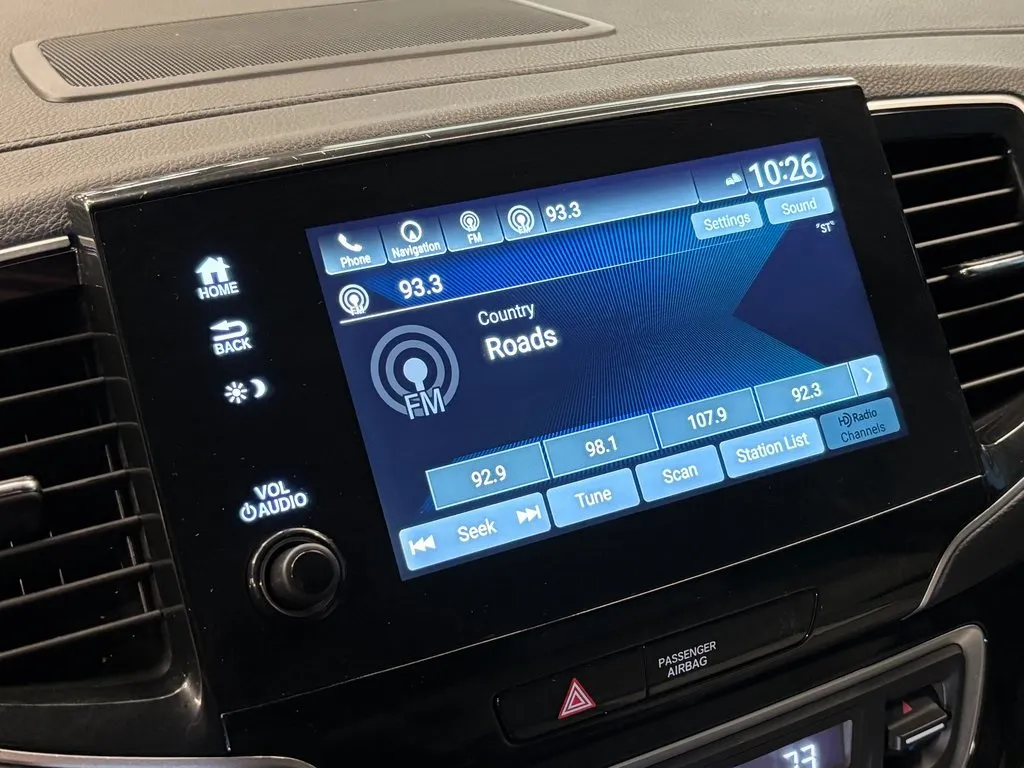 10:26
Phone
Navigation
FM
FM
93.3
Settings
Sound
HOME
FM
93.3
"ST"
BACK
Country
Roads
FM
92.9
98.1
107.9
92.3
Seek
Tune
Scan
Station List
HD Radio
Channels
VOL
AUDIO
PASSENGER
AIRBAG